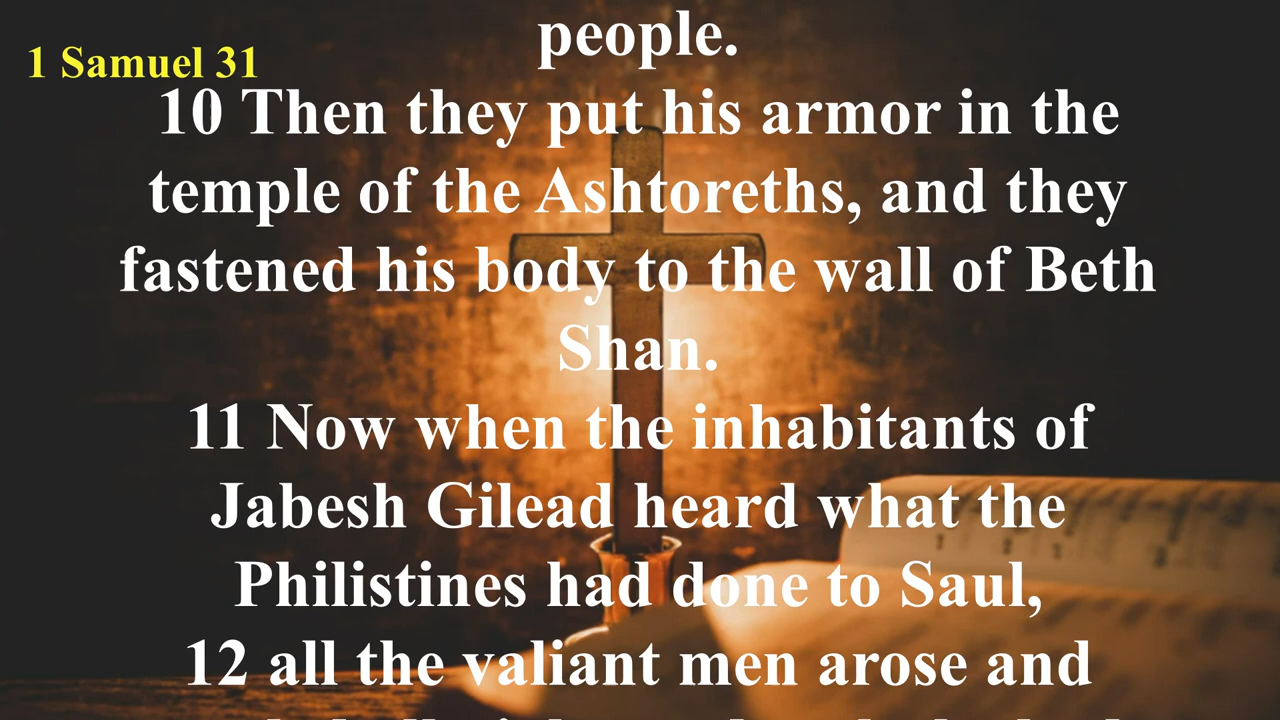 people.
1 Samuel 31
10 Then they put his armor in the
temple of the Ashtoreths, and they
fastened his body to the wall of Beth
Shan.
11 Now when the inhabitants of
Jabesh Gilead heard what the
Philistines had done to Saul,
12 all the valiant men arose and